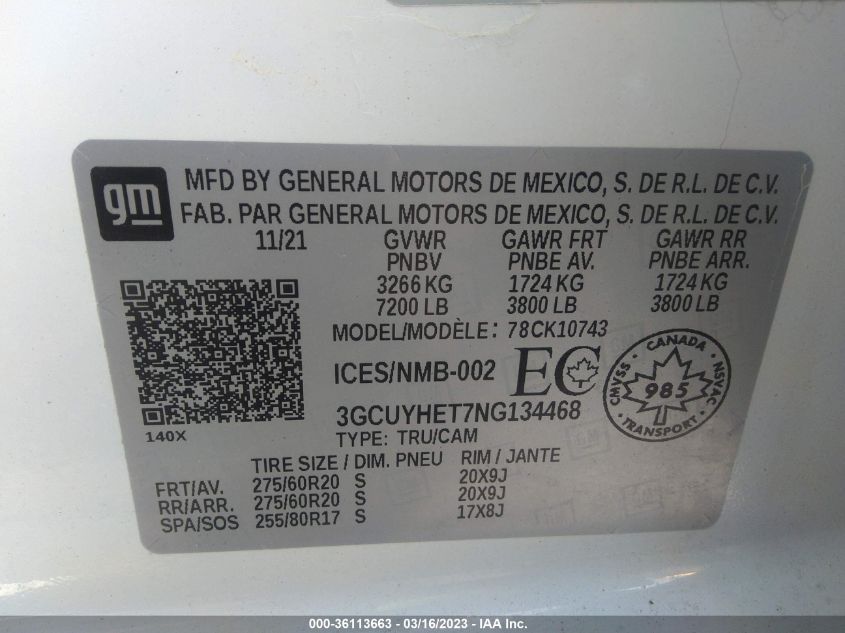 gm
MFD BY GENERAL MOTORS DE MEXICO, S. DE R.L. DE C.V.
FAB. PAR GENERAL MOTORS DE MEXICO, S. DE R.L. DE C.V.
11/21 GVWR GAWR FRT GAWR RR
PNBV PNBE AV. PNBE ARR.
3266 KG 1724 KG 1724 KG
7200 LB 3800 LB 3800 LB
MODEL/MODÈLE: 78CK10743
ICES/NMB-002 EC
CANADA
CMVSS 985 NSVAC
TRANSPORT
3GCUYHET7NG134468
140X
TYPE: TRU/CAM
TIRE SIZE / DIM. PNEU RIM / JANTE
FRT/AV. 275/60R20 S 20X9J
RR/ARR. 275/60R20 S 20X9J
SPA/SOS 255/80R17 S 17X8J
000-36113663 - 03/16/2023 - IAA Inc.